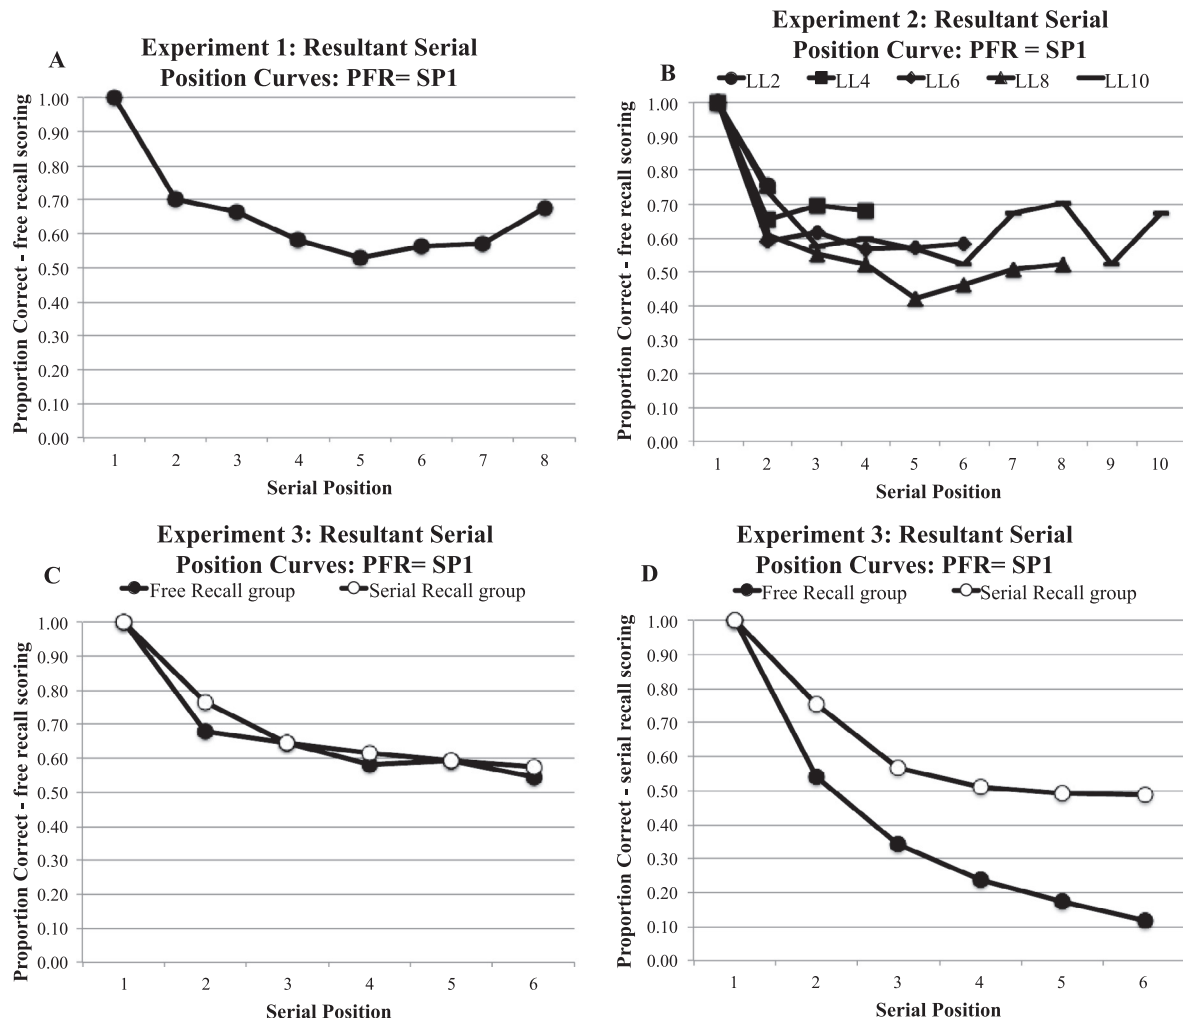 A
Experiment 1: Resultant Serial
Position Curves: PFR= SP1
Proportion Correct - free recall scoring
1.00
0.90
0.80
0.70
0.60
0.50
0.40
0.30
0.20
0.10
0.00
1 2 3 4 5 6 7 8
Serial Position
B
Experiment 2: Resultant Serial
Position Curve: PFR = SP1
LL2 LL4 LL6 LL8 LL10
Proportion Correct - free recall scoring
1.00
0.90
0.80
0.70
0.60
0.50
0.40
0.30
0.20
0.10
0.00
1 2 3 4 5 6 7 8 9 10
Serial Position
C
Experiment 3: Resultant Serial
Position Curves: PFR= SP1
Free Recall group Serial Recall group
Proportion Correct - free recall scoring
1.00
0.90
0.80
0.70
0.60
0.50
0.40
0.30
0.20
0.10
0.00
1 2 3 4 5 6
Serial Position
D
Experiment 3: Resultant Serial
Position Curves: PFR= SP1
Free Recall group Serial Recall group
Proportion Correct - serial recall scoring
1.00
0.90
0.80
0.70
0.60
0.50
0.40
0.30
0.20
0.10
0.00
1 2 3 4 5 6
Serial Position